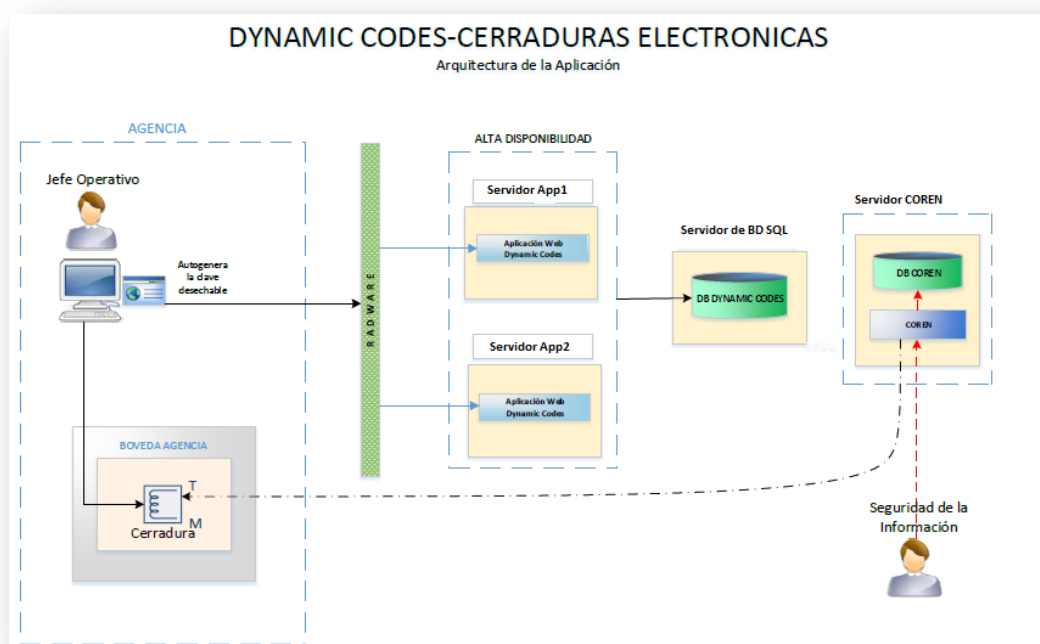 DYNAMIC CODES-CERRADURAS ELECTRONICAS
Arquitectura de la Aplicación
AGENCIA
Jefe Operativo
Autogenera
la clave
desechable
BOVEDA AGENCIA
T
M
Cerradura
RADWARE
ALTA DISPONIBILIDAD
Servidor App1
Aplicación Web
Dynamic Codes
Servidor App2
Aplicación Web
Dynamic Codes
Servidor de BD SQL
DB DYNAMIC CODES
Servidor COREN
DB COREN
COREN
Seguridad de la
Información